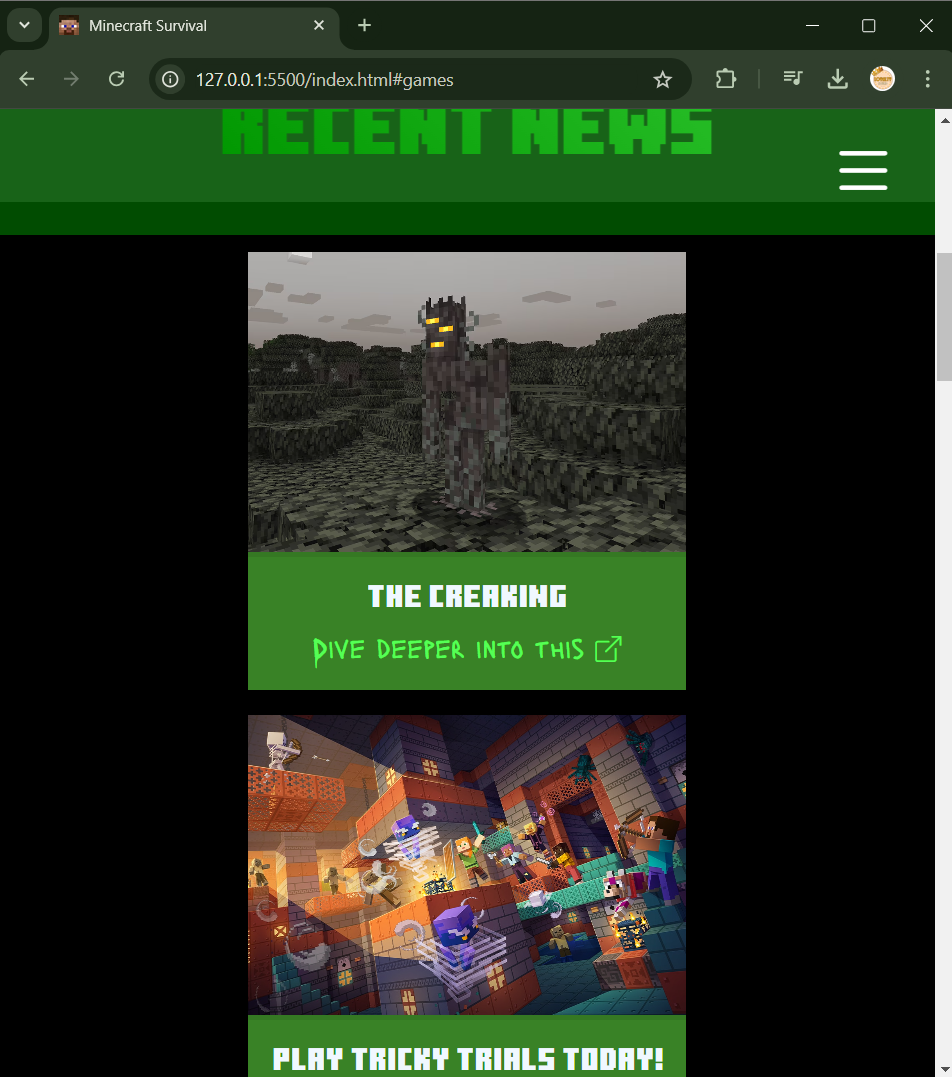 Minecraft Survival
127.0.0.1:5500/index.html#games
RECENT NEWS
THE CREAKING
DIVE DEEPER INTO THIS
PLAY TRICKY TRIALS TODAY!